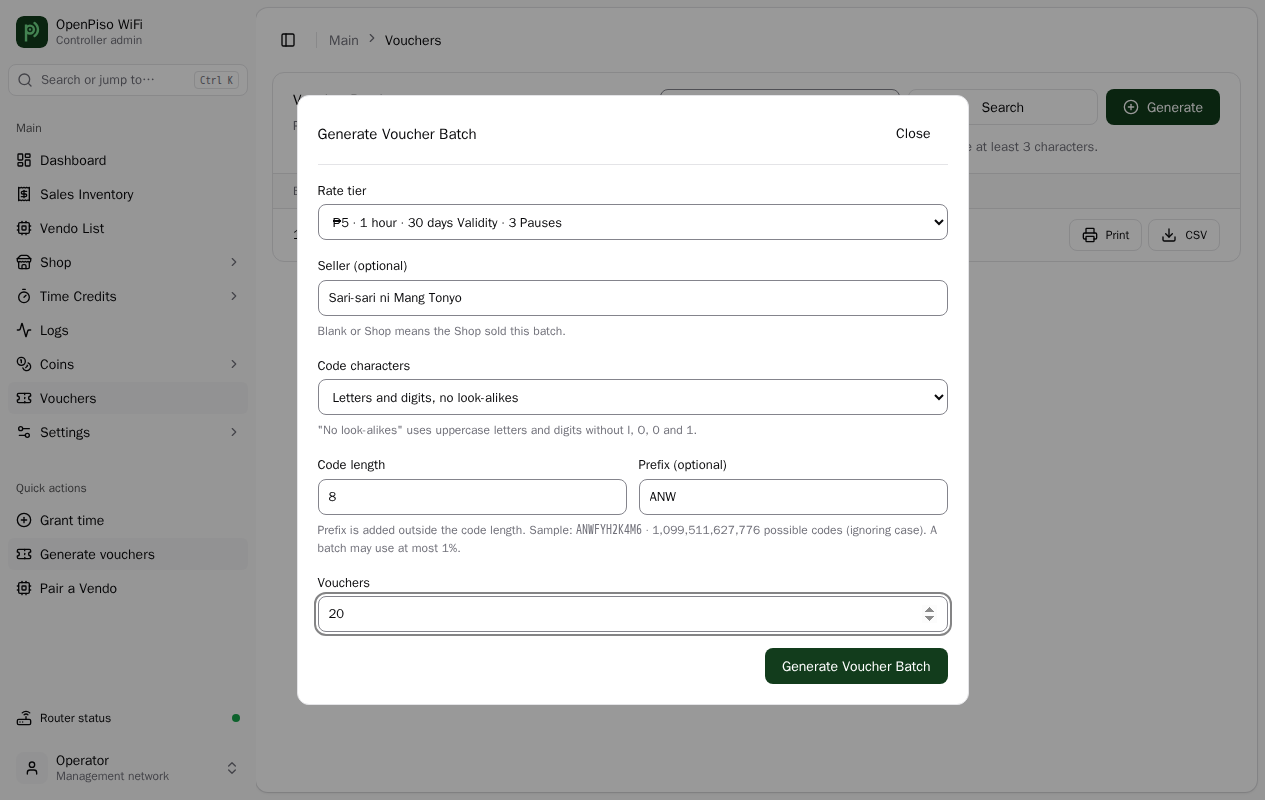 OpenPiso WiFi
Controller admin
Search or jump to···
Ctrl K
Main
Dashboard
Sales Inventory
Vendo List
Shop
Time Credits
Logs
Coins
Vouchers
Settings
Quick actions
Grant time
Generate vouchers
Pair a Vendo
Router status
Operator
Management network
Main
Vouchers
Search
Generate
at least 3 characters.
Print
CSV
Generate Voucher Batch
Close
Rate tier
₱5 · 1 hour · 30 days Validity · 3 Pauses
Seller (optional)
Sari-sari ni Mang Tonyo
Blank or Shop means the Shop sold this batch.
Code characters
Letters and digits, no look-alikes
"No look-alikes" uses uppercase letters and digits without I, O, 0 and 1.
Code length
Prefix (optional)
8
ANW
Prefix is added outside the code length. Sample: ANWFYH2K4M6 · 1,099,511,627,776 possible codes (ignoring case). A
batch may use at most 1%.
Vouchers
20
Generate Voucher Batch